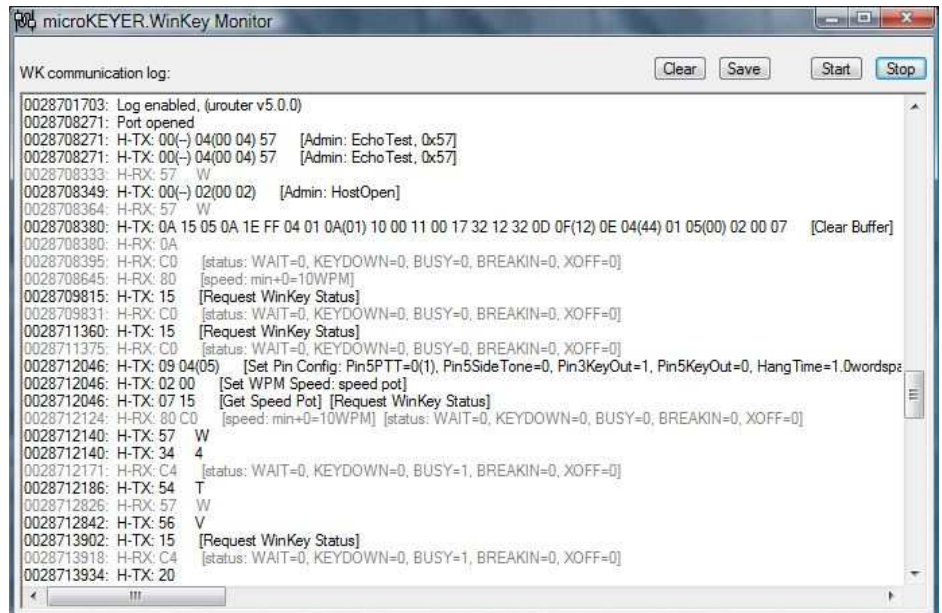 microKEYER.WinKey Monitor
WK communication log:
Clear
Save
Start
Stop
0028701703: Log enabled, (urouter v5.0.0)
0028708271: Port opened
0028708271: H-TX: 00(--) 04(00 04) 57 [Admin: EchoTest, 0x57]
0028708271: H-TX: 00(--) 04(00 04) 57 [Admin: EchoTest, 0x57]
0028708333: H-RX: 57 W
0028708349: H-TX: 00(--) 02(00 02) [Admin: HostOpen]
0028708364: H-RX: 57 W
0028708380: H-TX: 0A 15 05 0A 1E FF 04 01 0A(01) 10 00 11 00 17 32 12 32 0D 0F(12) 0E 04(44) 01 05(00) 02 00 07 [Clear Buffer]
0028708380: H-RX: 0A
0028708395: H-RX: C0 [status: WAIT=0, KEYDOWN=0, BUSY=0, BREAKIN=0, XOFF=0]
0028708645: H-RX: 80 [speed: min+0=10WPM]
0028709815: H-TX: 15 [Request WinKey Status]
0028709831: H-RX: C0 [status: WAIT=0, KEYDOWN=0, BUSY=0, BREAKIN=0, XOFF=0]
0028711360: H-TX: 15 [Request WinKey Status]
0028711375: H-RX: C0 [status: WAIT=0, KEYDOWN=0, BUSY=0, BREAKIN=0, XOFF=0]
0028712046: H-TX: 09 04(05) [Set Pin Config: Pin5PTT=0(1), Pin5SideTone=0, Pin3KeyOut=1, Pin5KeyOut=0, HangTime=1.0wordspa
0028712046: H-TX: 02 00 [Set WPM Speed: speed pot]
0028712046: H-TX: 07 15 [Get Speed Pot] [Request WinKey Status]
0028712124: H-RX: 80 C0 [speed: min+0=10WPM] [status: WAIT=0, KEYDOWN=0, BUSY=0, BREAKIN=0, XOFF=0]
0028712140: H-TX: 57 W
0028712140: H-TX: 34 4
0028712171: H-RX: C4 [status: WAIT=0, KEYDOWN=0, BUSY=1, BREAKIN=0, XOFF=0]
0028712186: H-TX: 54 T
0028712826: H-RX: 57 W
0028712842: H-TX: 56 V
0028713902: H-TX: 15 [Request WinKey Status]
0028713918: H-RX: C4 [status: WAIT=0, KEYDOWN=0, BUSY=1, BREAKIN=0, XOFF=0]
0028713934: H-TX: 20